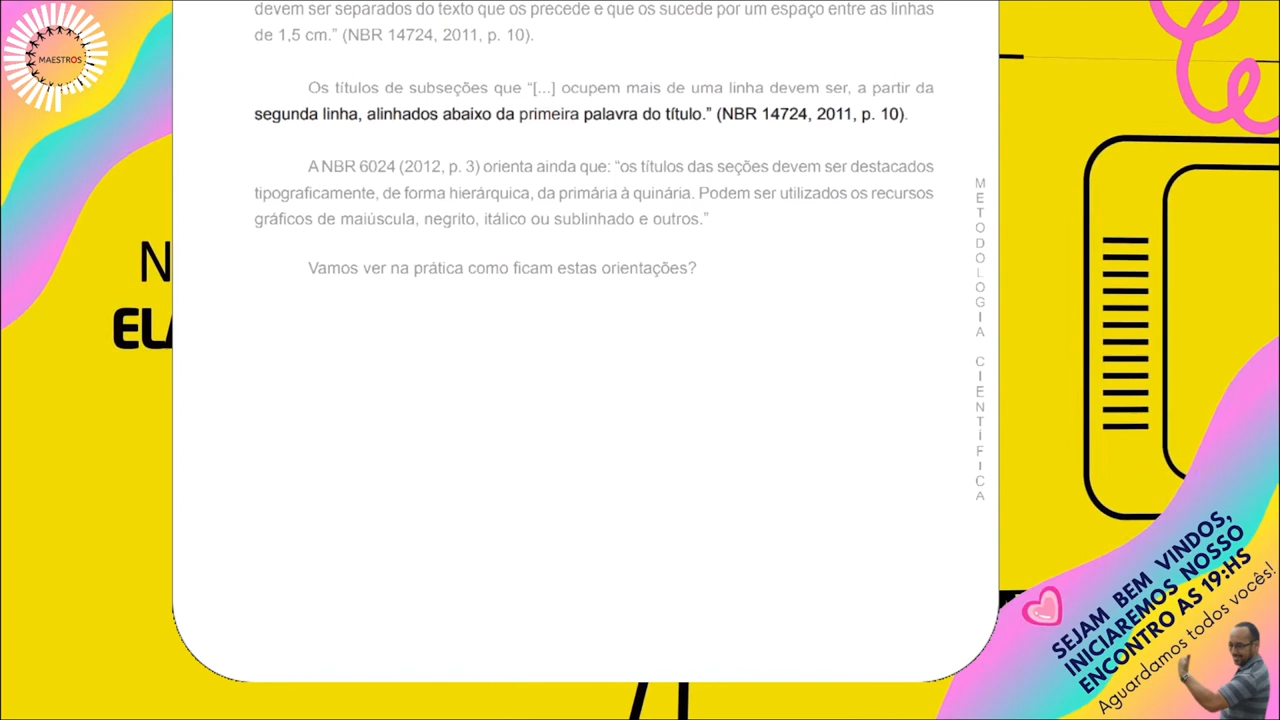 MAESTROS
devem ser separados do texto que os precede e que os sucede por um espaço entre as linhas
de 1,5 cm.” (NBR 14724, 2011, p. 10).
Os títulos de subseções que “[...] ocupem mais de uma linha devem ser, a partir da
segunda linha, alinhados abaixo da primeira palavra do título.” (NBR 14724, 2011, p. 10).
A NBR 6024 (2012, p. 3) orienta ainda que: “os títulos das seções devem ser destacados
tipograficamente, de forma hierárquica, da primária à quinária. Podem ser utilizados os recursos
gráficos de maiúscula, negrito, itálico ou sublinhado e outros.”
Vamos ver na prática como ficam estas orientações?
METODOLOGIA CIENTÍFICA
N
ELA
SEJAM BEM VINDOS,
INICIAREMOS NOSSO
ENCONTRO AS 19:HS
Aguardamos todos vocês!